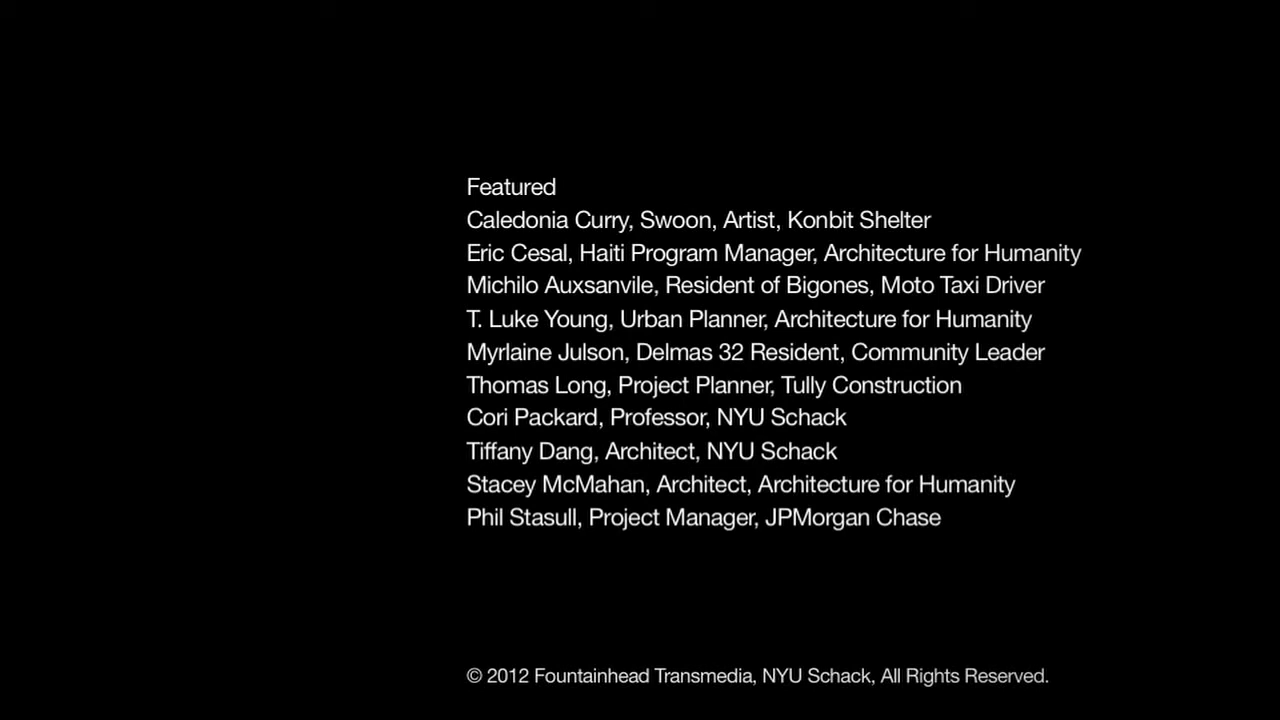 Featured
Caledonia Curry, Swoon, Artist, Konbit Shelter
Eric Cesal, Haiti Program Manager, Architecture for Humanity
Michilo Auxsanvile, Resident of Bigones, Moto Taxi Driver
T. Luke Young, Urban Planner, Architecture for Humanity
Myrlaine Julson, Delmas 32 Resident, Community Leader
Thomas Long, Project Planner, Tully Construction
Cori Packard, Professor, NYU Schack
Tiffany Dang, Architect, NYU Schack
Stacey McMahan, Architect, Architecture for Humanity
Phil Stasull, Project Manager, JPMorgan Chase
© 2012 Fountainhead Transmedia, NYU Schack, All Rights Reserved.